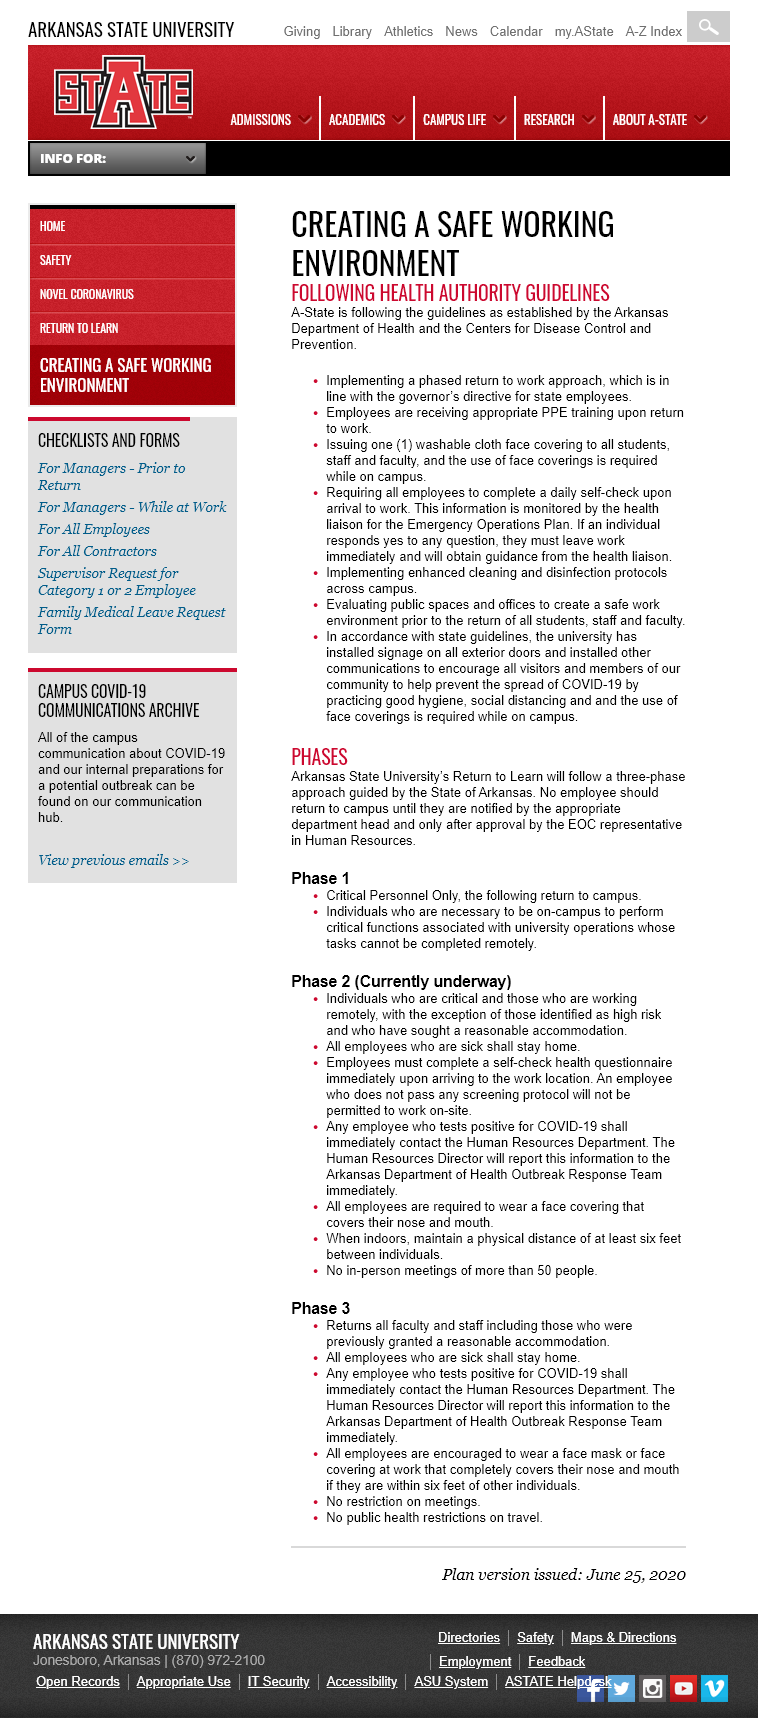 ARKANSAS STATE UNIVERSITY
Giving Library Athletics News Calendar my.AState A-Z Index
STATE
ADMISSIONS ACADEMICS CAMPUS LIFE RESEARCH ABOUT A-STATE
INFO FOR:
HOME
SAFETY
NOVEL CORONAVIRUS
RETURN TO LEARN
CREATING A SAFE WORKING
ENVIRONMENT
CHECKLISTS AND FORMS
For Managers - Prior to
Return
For Managers - While at Work
For All Employees
For All Contractors
Supervisor Request for
Category 1 or 2 Employee
Family Medical Leave Request
Form
CAMPUS COVID-19
COMMUNICATIONS ARCHIVE
All of the campus
communication about COVID-19
and our internal preparations for
a potential outbreak can be
found on our communication
hub.
View previous emails >>
CREATING A SAFE WORKING
ENVIRONMENT
FOLLOWING HEALTH AUTHORITY GUIDELINES
A-State is following the guidelines as established by the Arkansas
Department of Health and the Centers for Disease Control and
Prevention.
• Implementing a phased return to work approach, which is in
line with the governor's directive for state employees.
• Employees are receiving appropriate PPE training upon return
to work.
• Issuing one (1) washable cloth face covering to all students,
staff and faculty, and the use of face coverings is required
while on campus.
• Requiring all employees to complete a daily self-check upon
arrival to work. This information is monitored by the health
liaison for the Emergency Operations Plan. If an individual
responds yes to any question, they must leave work
immediately and will obtain guidance from the health liaison.
• Implementing enhanced cleaning and disinfection protocols
across campus.
• Evaluating public spaces and offices to create a safe work
environment prior to the return of all students, staff and faculty.
• In accordance with state guidelines, the university has
installed signage on all exterior doors and installed other
communications to encourage all visitors and members of our
community to help prevent the spread of COVID-19 by
practicing good hygiene, social distancing and and the use of
face coverings is required while on campus.
PHASES
Arkansas State University's Return to Learn will follow a three-phase
approach guided by the State of Arkansas. No employee should
return to campus until they are notified by the appropriate
department head and only after approval by the EOC representative
in Human Resources.
Phase 1
• Critical Personnel Only, the following return to campus.
• Individuals who are necessary to be on-campus to perform
critical functions associated with university operations whose
tasks cannot be completed remotely.
Phase 2 (Currently underway)
• Individuals who are critical and those who are working
remotely, with the exception of those identified as high risk
and who have sought a reasonable accommodation.
• All employees who are sick shall stay home.
• Employees must complete a self-check health questionnaire
immediately upon arriving to the work location. An employee
who does not pass any screening protocol will not be
permitted to work on-site.
• Any employee who tests positive for COVID-19 shall
immediately contact the Human Resources Department. The
Human Resources Director will report this information to the
Arkansas Department of Health Outbreak Response Team
immediately.
• All employees are required to wear a face covering that
covers their nose and mouth.
• When indoors, maintain a physical distance of at least six feet
between individuals.
• No in-person meetings of more than 50 people.
Phase 3
• Returns all faculty and staff including those who were
previously granted a reasonable accommodation.
• All employees who are sick shall stay home.
• Any employee who tests positive for COVID-19 shall
immediately contact the Human Resources Department. The
Human Resources Director will report this information to the
Arkansas Department of Health Outbreak Response Team
immediately.
• All employees are encouraged to wear a face mask or face
covering at work that completely covers their nose and mouth
if they are within six feet of other individuals.
• No restriction on meetings.
• No public health restrictions on travel.
Plan version issued: June 25, 2020
ARKANSAS STATE UNIVERSITY
Jonesboro, Arkansas | (870) 972-2100
Directories | Safety | Maps & Directions
| Employment | Feedback
Open Records | Appropriate Use | IT Security | Accessibility | ASU System | ASTATE Helpdesk